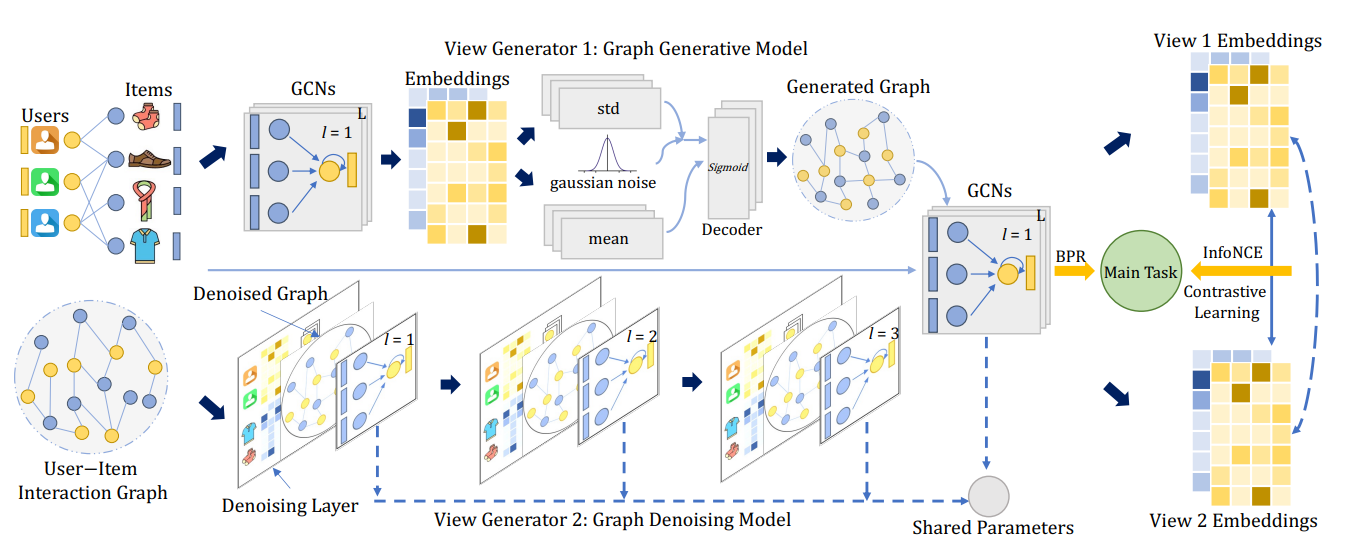 View Generator 1: Graph Generative Model
View 1 Embeddings
Users
Items
GCNs
L
l = 1
Embeddings
std
gaussian noise
mean
Sigmoid
Decoder
Generated Graph
GCNs
L
l = 1
BPR
Main Task
InfoNCE
Contrastive
Learning
Denoised Graph
l = 1
l = 2
l = 3
User−Item
Interaction Graph
Denoising Layer
View Generator 2: Graph Denoising Model
Shared Parameters
View 2 Embeddings